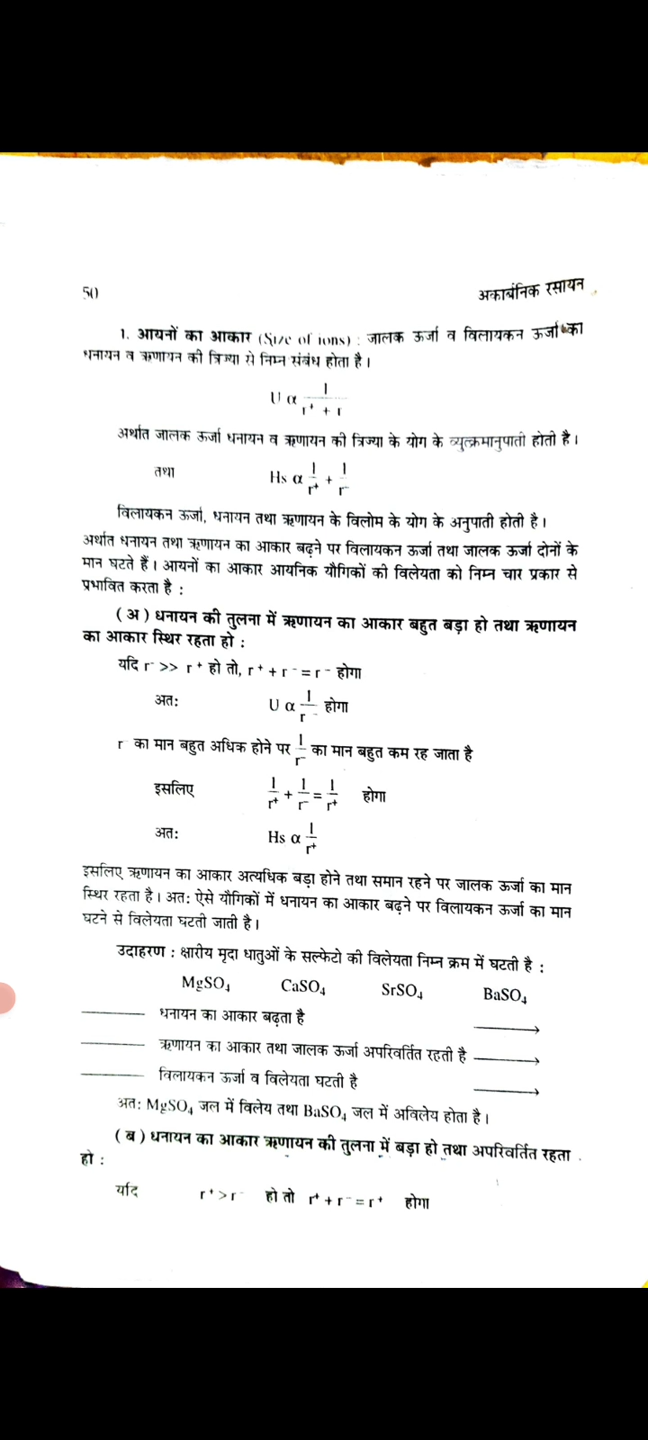 50 अकार्बनिक रसायन
1. आयनों का आकार (Size of ions) : जालक ऊर्जा व विलायकन ऊर्जा का
धनायन व ऋणायन की त्रिज्या से निम्न संबंध होता है।
U α 1/(r⁺ + r)
अर्थात जालक ऊर्जा धनायन व ऋणायन की त्रिज्या के योग के व्युत्क्रमानुपाती होती है।
तथा Hs α 1/r⁺ + 1/r⁻
विलायकन ऊर्जा, धनायन तथा ऋणायन के विलोम के योग के अनुपाती होती है।
अर्थात धनायन तथा ऋणायन का आकार बढ़ने पर विलायकन ऊर्जा तथा जालक ऊर्जा दोनों के
मान घटते हैं। आयनों का आकार आयनिक यौगिकों की विलेयता को निम्न चार प्रकार से
प्रभावित करता है :
(अ) धनायन की तुलना में ऋणायन का आकार बहुत बड़ा हो तथा ऋणायन
का आकार स्थिर रहता हो :
यदि r⁻ >> r⁺ हो तो, r⁺ + r⁻ = r⁻ होगा
अत: U α 1/r⁻ होगा
r⁻ का मान बहुत अधिक होने पर 1/r⁻ का मान बहुत कम रह जाता है
इसलिए 1/r⁺ + 1/r⁻ = 1/r⁺ होगा
अत: Hs α 1/r⁺
इसलिए ऋणायन का आकार अत्यधिक बड़ा होने तथा समान रहने पर जालक ऊर्जा का मान
स्थिर रहता है। अत: ऐसे यौगिकों में धनायन का आकार बढ़ने पर विलायकन ऊर्जा का मान
घटने से विलेयता घटती जाती है।
उदाहरण : क्षारीय मृदा धातुओं के सल्फेटो की विलेयता निम्न क्रम में घटती है :
MgSO₄ CaSO₄ SrSO₄ BaSO₄
धनायन का आकार बढ़ता है
ऋणायन का आकार तथा जालक ऊर्जा अपरिवर्तित रहती है
विलायकन ऊर्जा व विलेयता घटती है
अत: MgSO₄ जल में विलेय तथा BaSO₄ जल में अविलेय होता है।
(ब) धनायन का आकार ऋणायन की तुलना में बड़ा हो तथा अपरिवर्तित रहता
हो :
यदि r⁺ > r⁻ हो तो r⁺ + r⁻ = r⁺ होगा